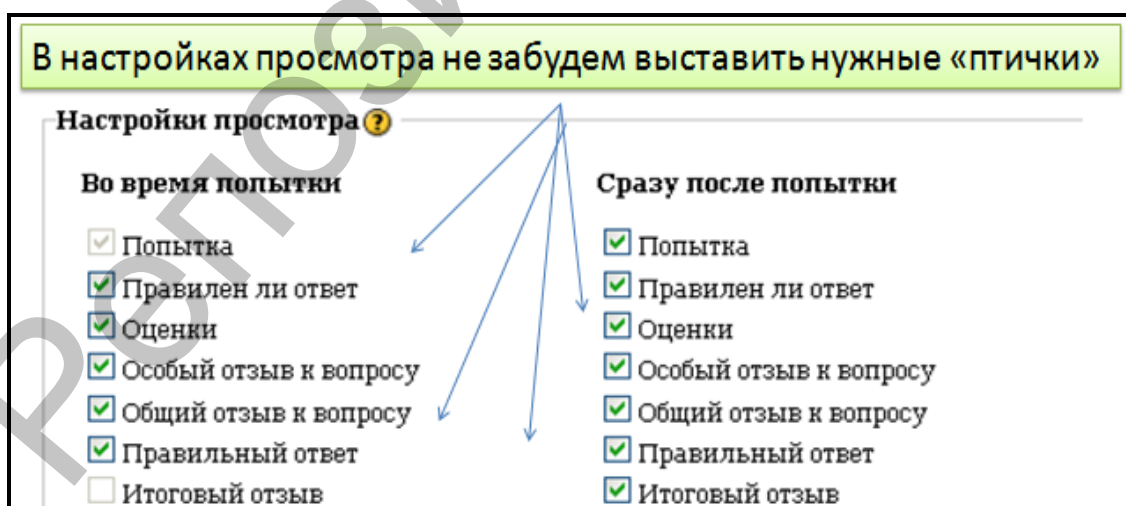 В настройках просмотра не забудем выставить нужные «птички»
Настройки просмотра
Во время попытки
Попытка
Правилен ли ответ
Оценки
Особый отзыв к вопросу
Общий отзыв к вопросу
Правильный ответ
Итоговый отзыв
Сразу после попытки
Попытка
Правилен ли ответ
Оценки
Особый отзыв к вопросу
Общий отзыв к вопросу
Правильный ответ
Итоговый отзыв